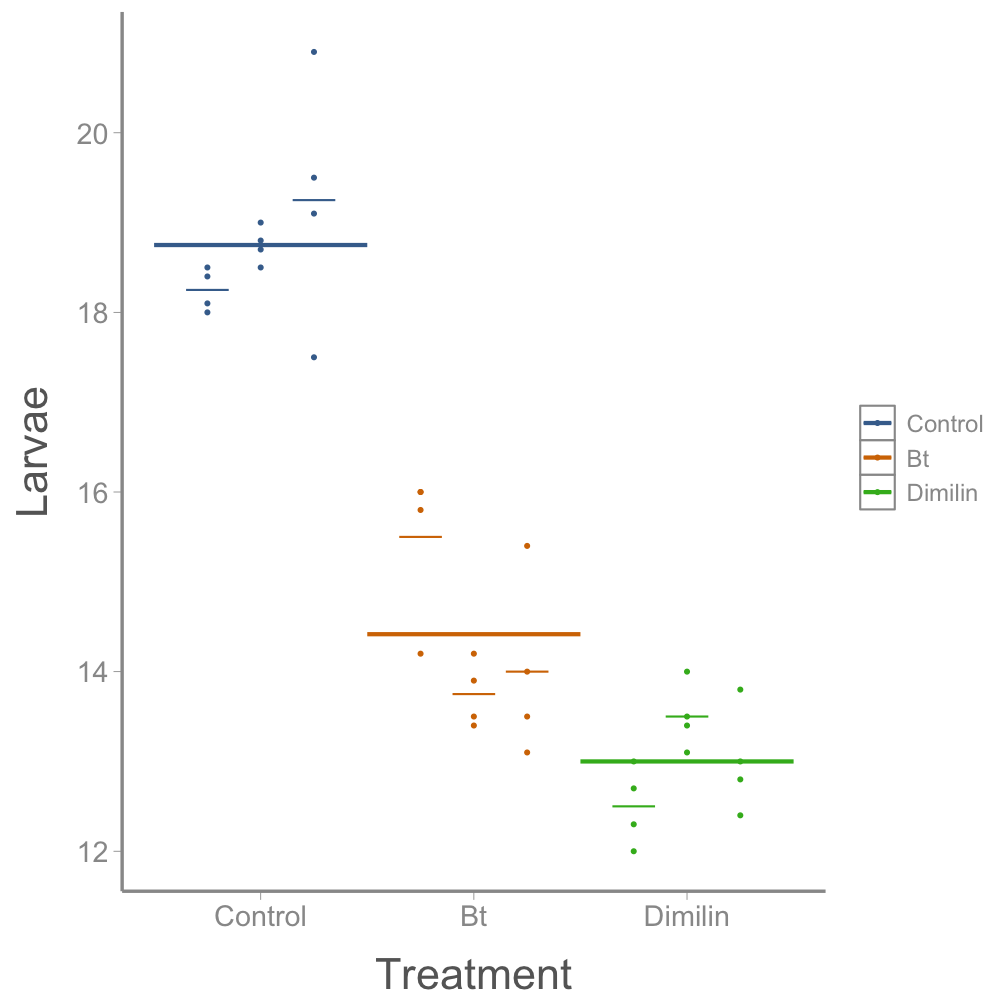 Larvae
20
18
16
14
12
Control
Bt
Dimilin
Treatment
Control
Bt
Dimilin